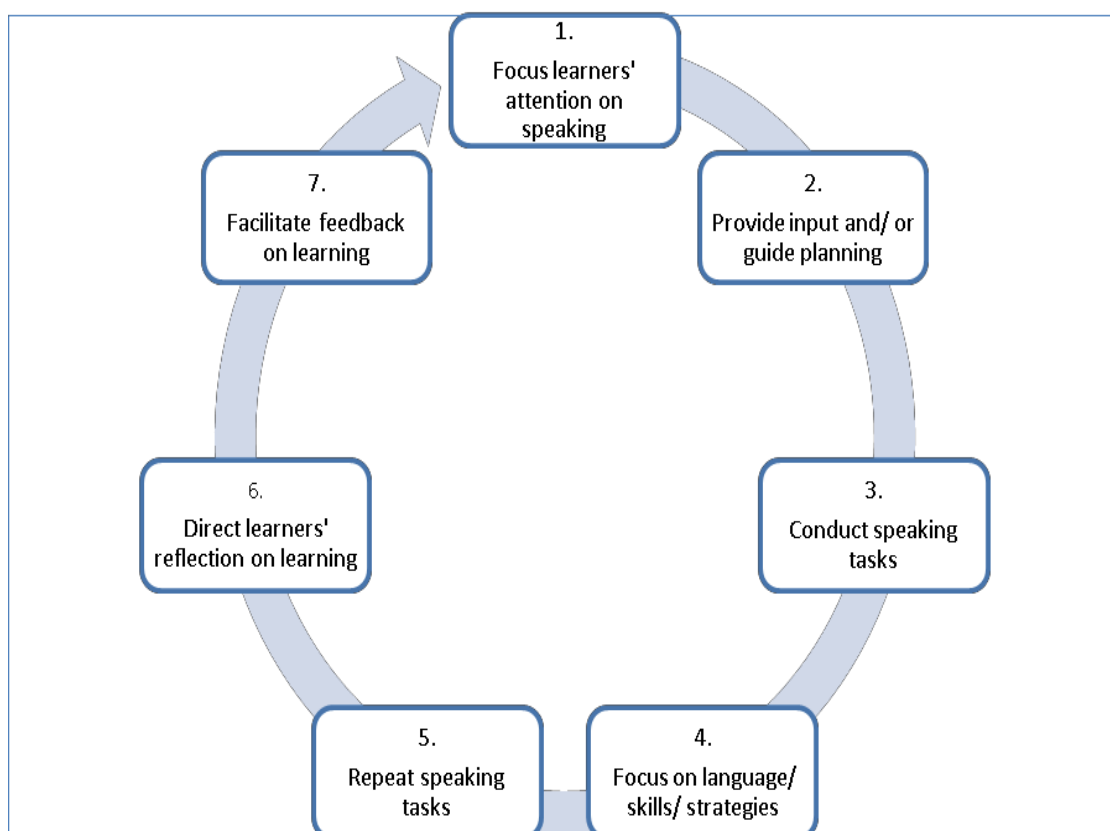 1.
Focus learners'
attention on
speaking
2.
Provide input and/ or
guide planning
3.
Conduct speaking
tasks
4.
Focus on language/
skills/ strategies
5.
Repeat speaking
tasks
6.
Direct learners'
reflection on learning
7.
Facilitate feedback
on learning